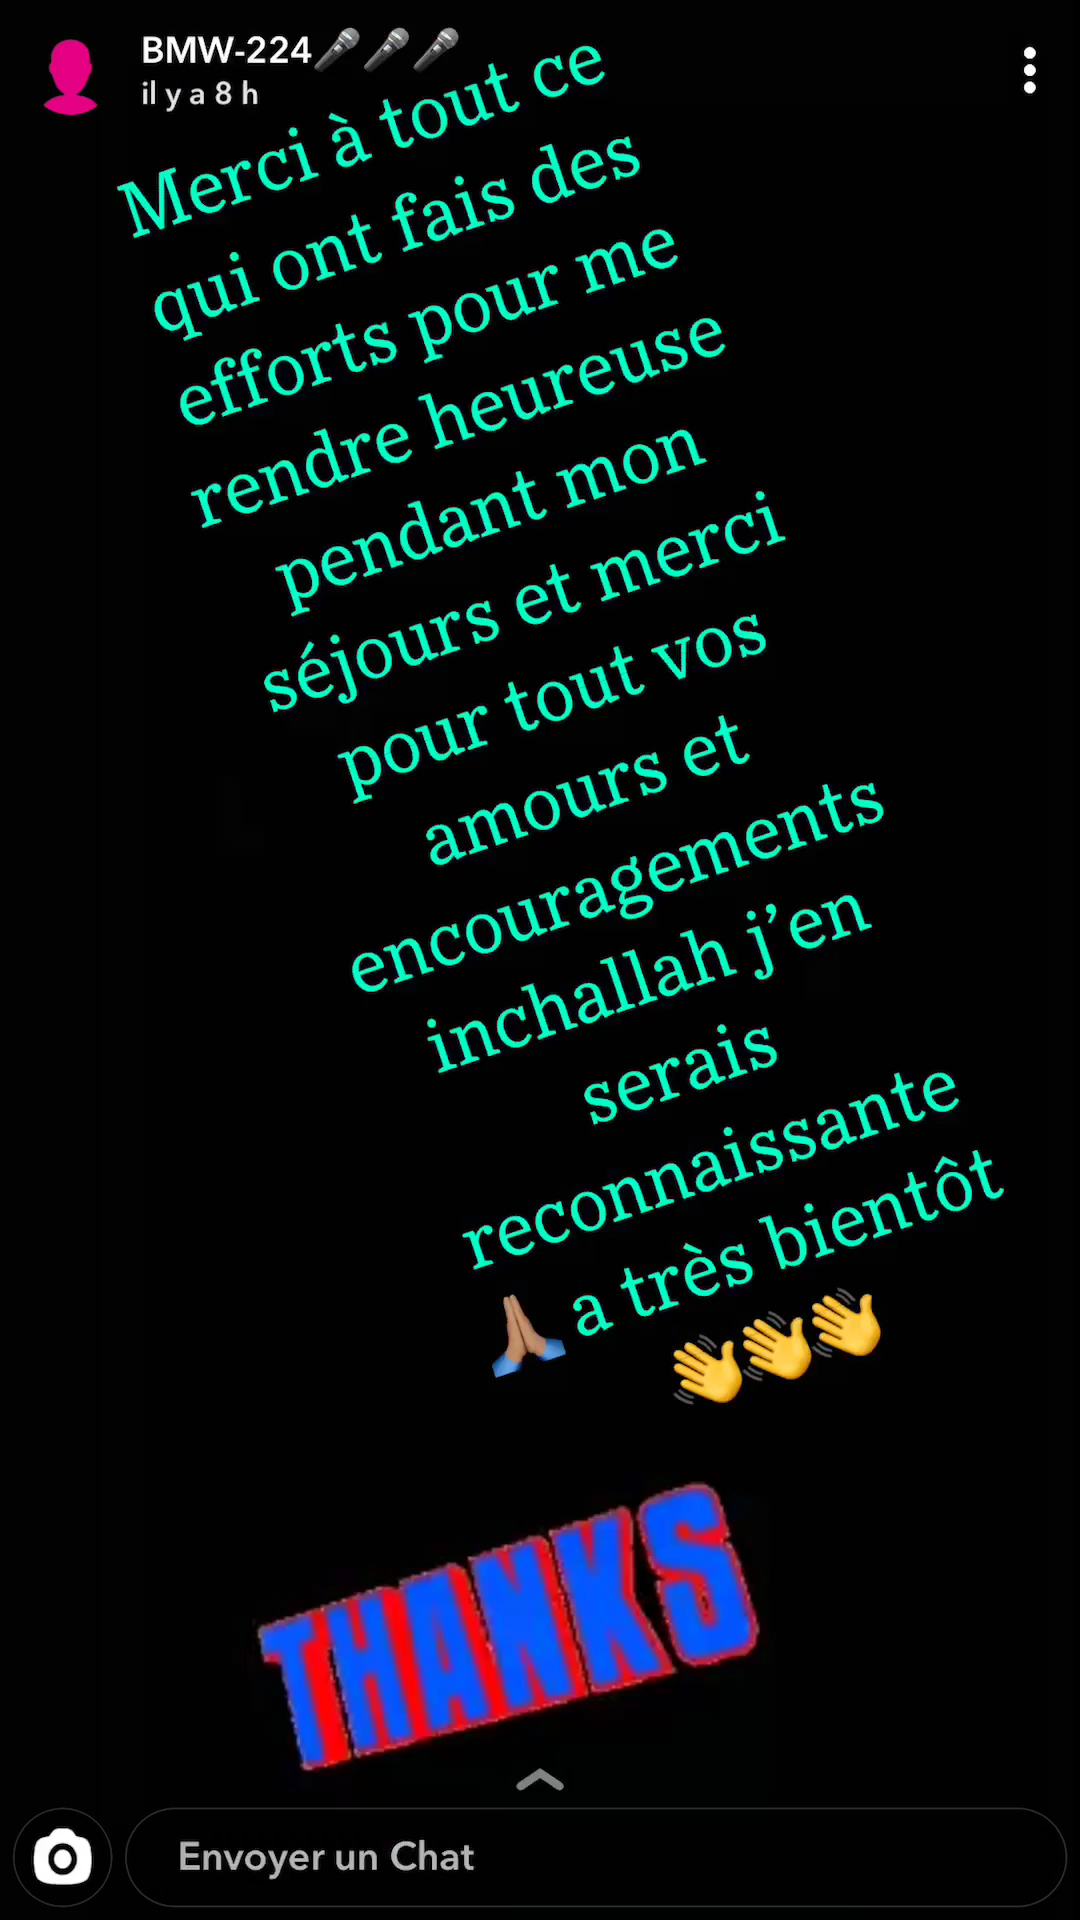 BMW-224🎤🎤🎤
il y a 8 h
Merci à tout ce
qui ont fais des
efforts pour me
rendre heureuse
pendant mon
séjours et merci
pour tout vos
amours et
encouragements
inchallah j’en
serais
reconnaissante
🙏🏽 a très bientôt
👋👋👋
THANKS
Envoyer un Chat